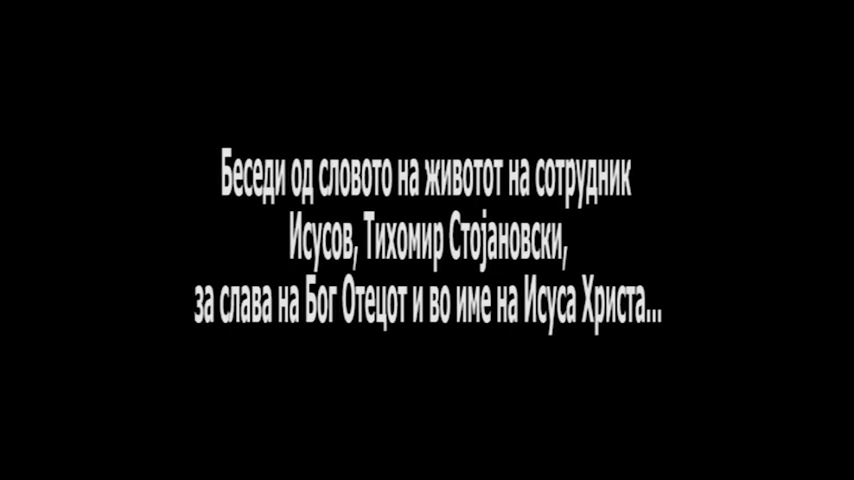 Беседи од словото на животот на сотрудник
Исусов, Тихомир Стојановски,
за слава на Бог Отецот и во име на Исуса Христа...